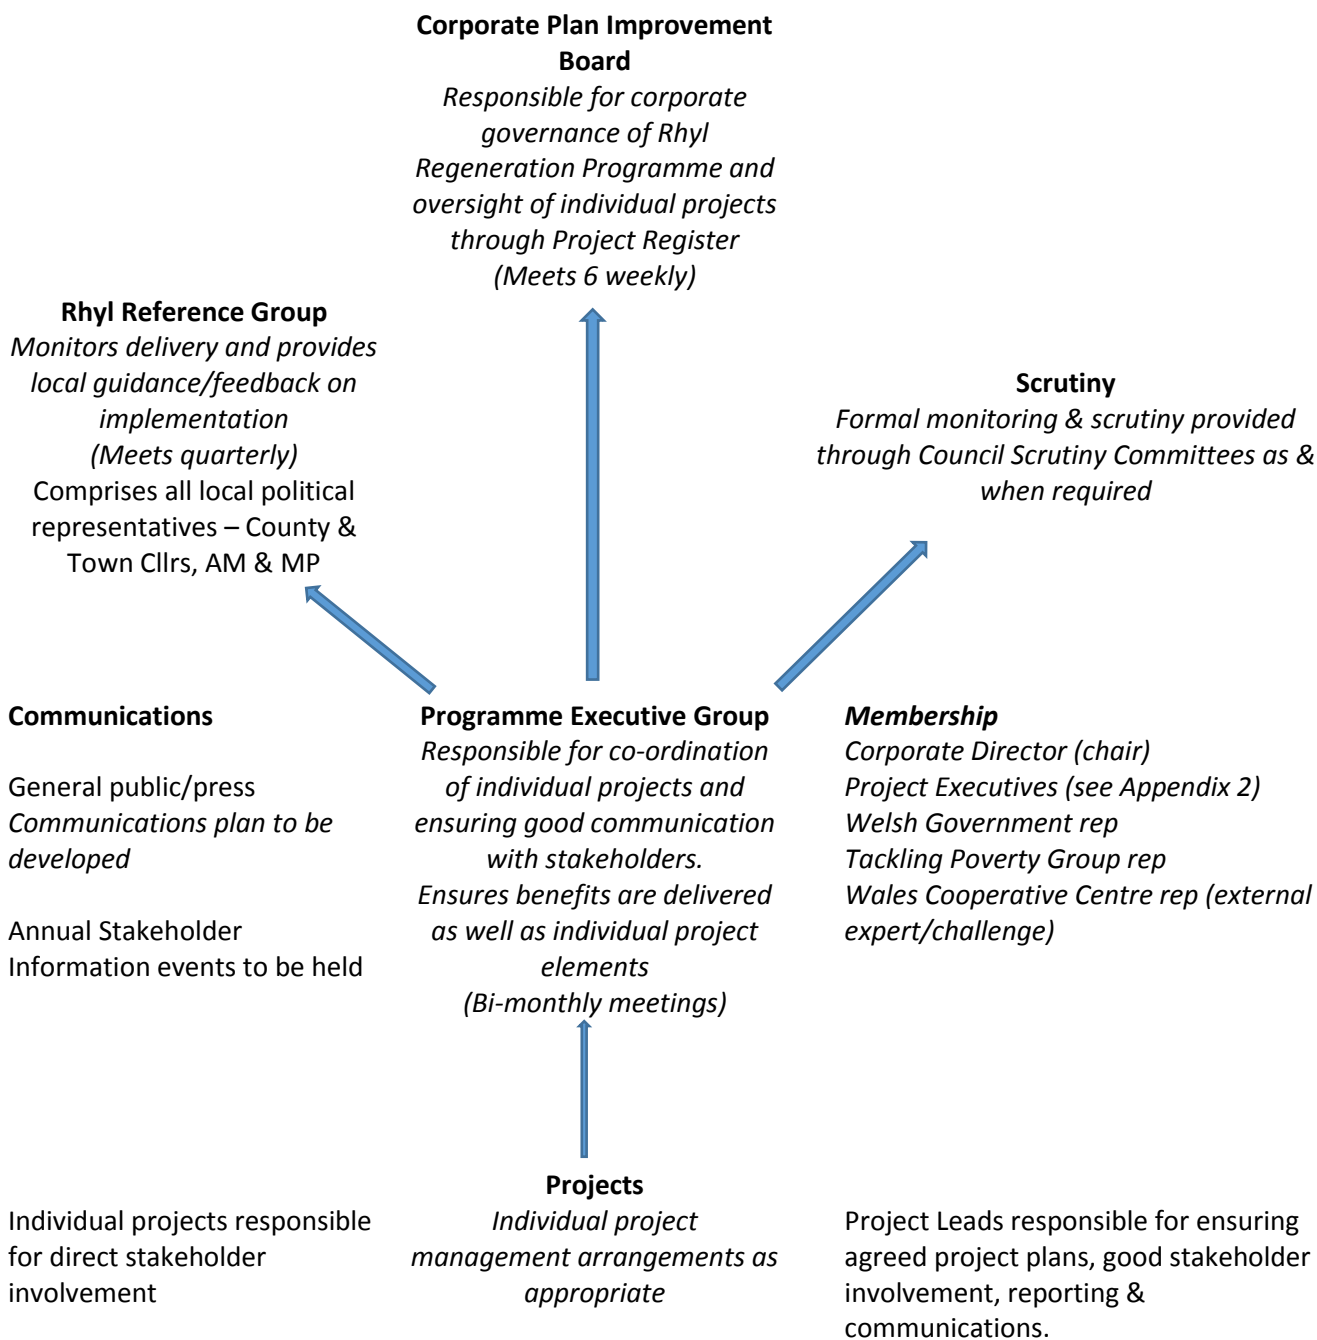 Corporate Plan Improvement
Board
Responsible for corporate
governance of Rhyl
Regeneration Programme and
oversight of individual projects
through Project Register
(Meets 6 weekly)
Rhyl Reference Group
Monitors delivery and provides
local guidance/feedback on
implementation
(Meets quarterly)
Comprises all local political
representatives – County &
Town Cllrs, AM & MP
Scrutiny
Formal monitoring & scrutiny provided
through Council Scrutiny Committees as &
when required
Communications
General public/press
Communications plan to be
developed
Annual Stakeholder
Information events to be held
Programme Executive Group
Responsible for co-ordination
of individual projects and
ensuring good communication
with stakeholders.
Ensures benefits are delivered
as well as individual project
elements
(Bi-monthly meetings)
Membership
Corporate Director (chair)
Project Executives (see Appendix 2)
Welsh Government rep
Tackling Poverty Group rep
Wales Cooperative Centre rep (external
expert/challenge)
Individual projects responsible
for direct stakeholder
involvement
Projects
Individual project
management arrangements as
appropriate
Project Leads responsible for ensuring
agreed project plans, good stakeholder
involvement, reporting &
communications.